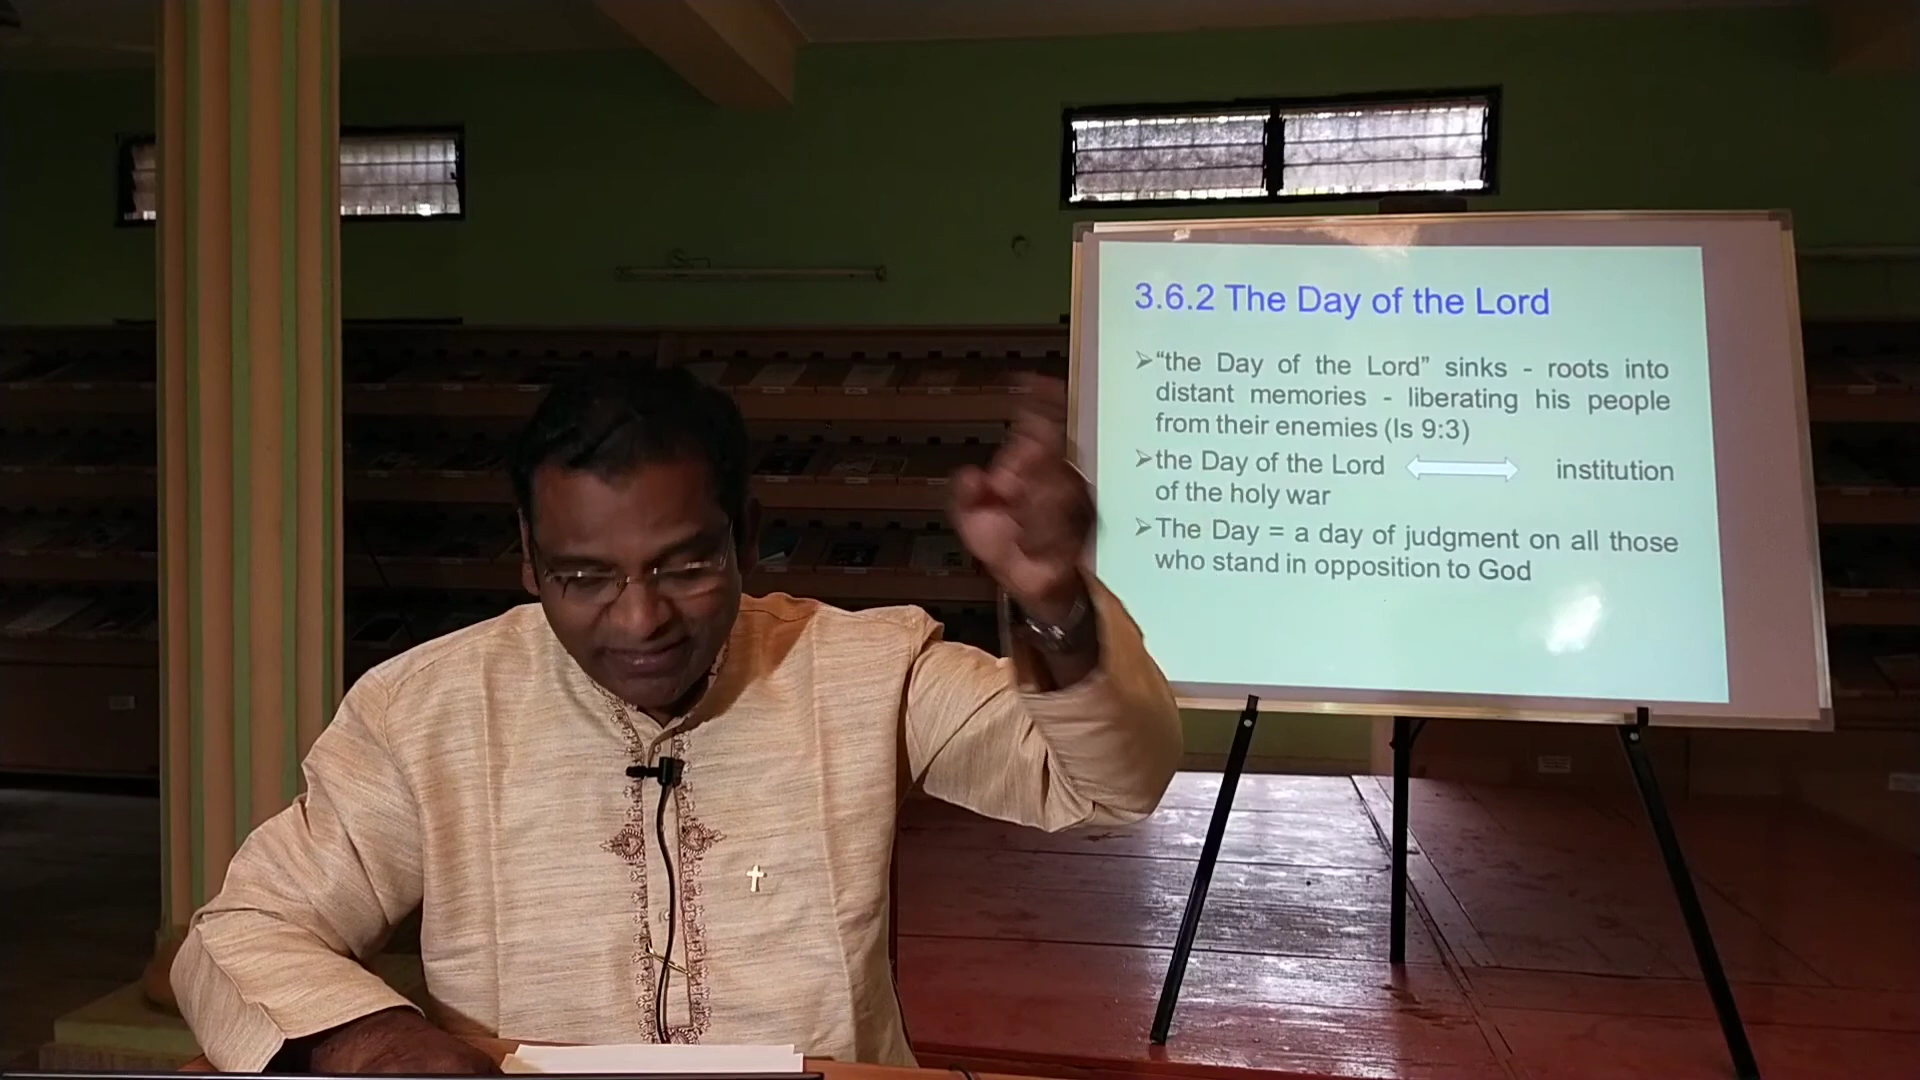 3.6.2 The Day of the Lord
➢“the Day of the Lord” sinks - roots into
distant memories - liberating his people
from their enemies (Is 9:3)
➢the Day of the Lord ⟺ institution
of the holy war
➢The Day = a day of judgment on all those
who stand in opposition to God